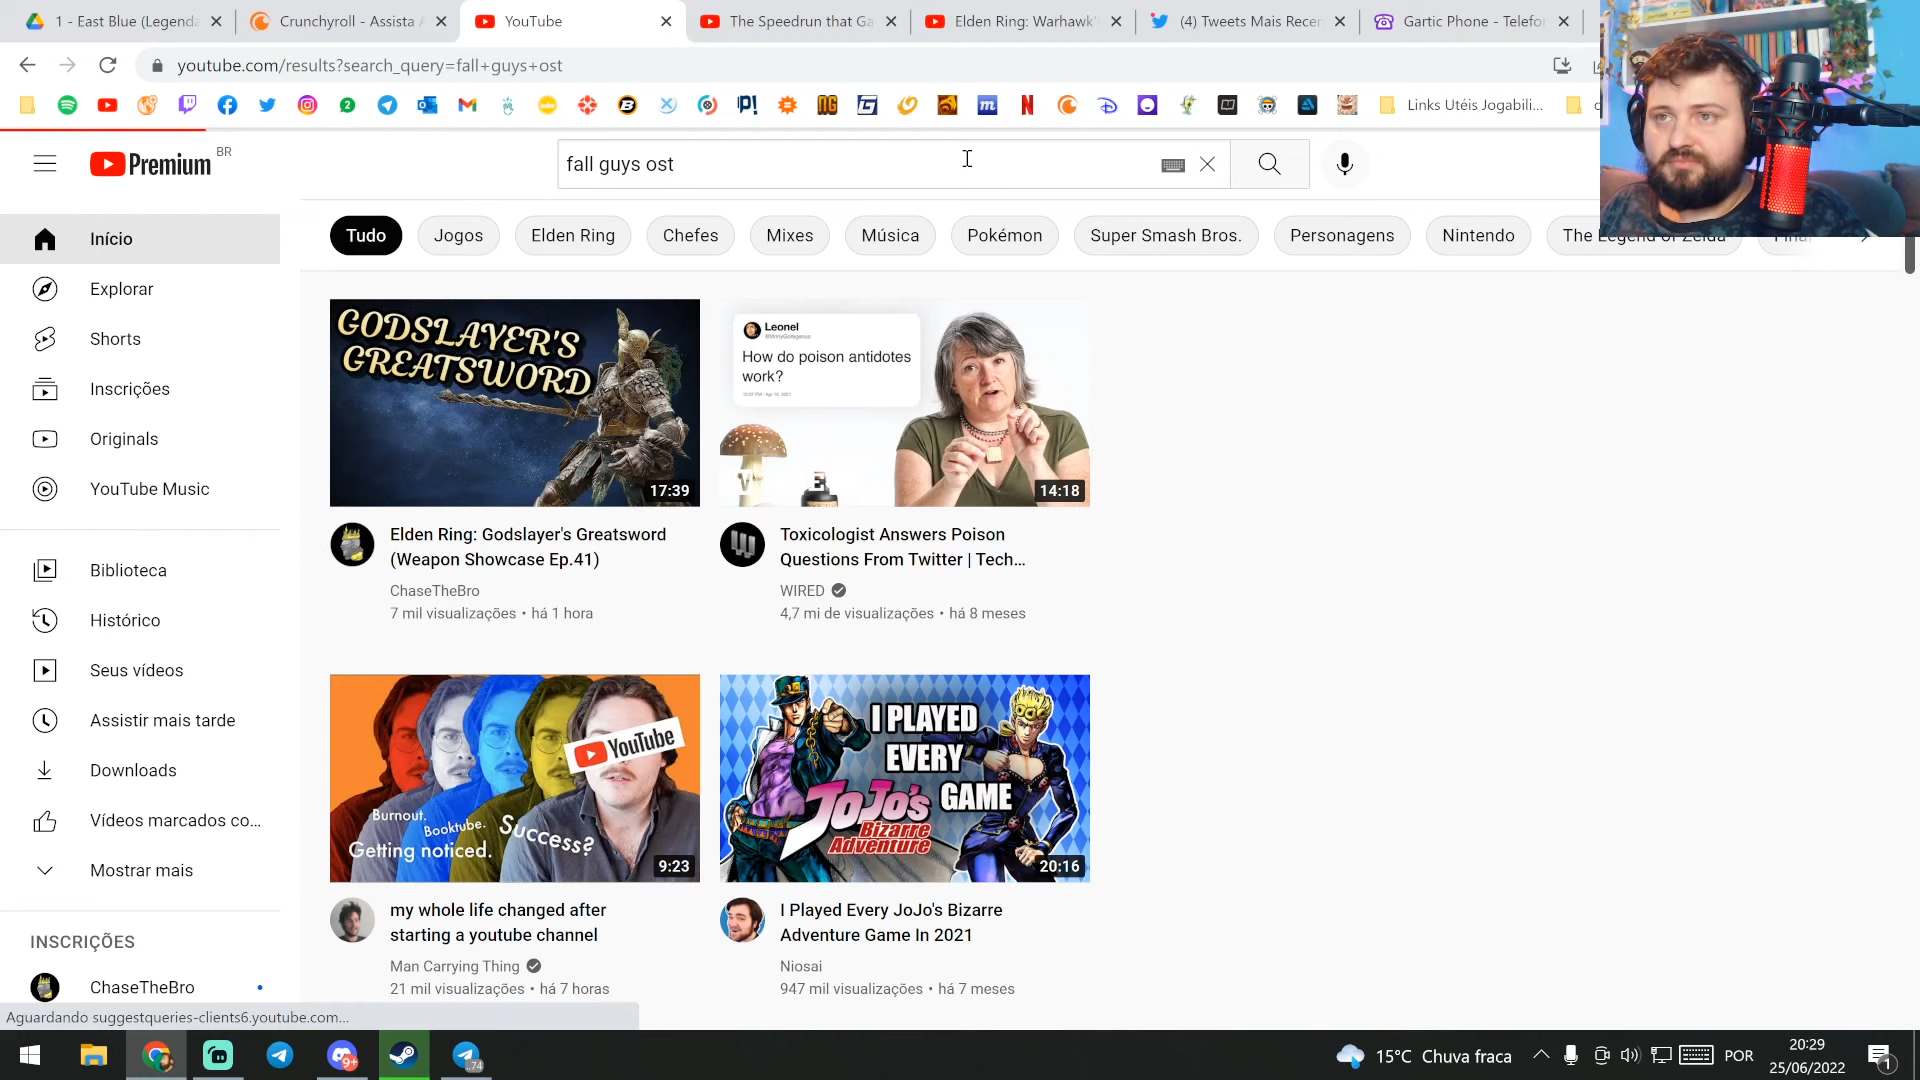 1 - East Blue (Legenda
Crunchyroll - Assista A
YouTube
The Speedrun that Ga
Elden Ring: Warhawk'
(4) Tweets Mais Recen
Gartic Phone - Telefo
youtube.com/results?search_query=fall+guys+ost
Links Utéis Jogabili...
Premium
BR
fall guys ost
Tudo
Jogos
Elden Ring
Chefes
Mixes
Música
Pokémon
Super Smash Bros.
Personagens
Nintendo
The Legend of Zelda
Início
Explorar
Shorts
Inscrições
Originals
YouTube Music
Biblioteca
Histórico
Seus vídeos
Assistir mais tarde
Downloads
Vídeos marcados co...
Mostrar mais
INSCRIÇÕES
ChaseTheBro
GODSLAYER'S
GREATSWORD
17:39
Elden Ring: Godslayer's Greatsword
(Weapon Showcase Ep.41)
ChaseTheBro
7 mil visualizações • há 1 hora
Leonel
How do poison antidotes
work?
14:18
Toxicologist Answers Poison
Questions From Twitter | Tech...
WIRED
4,7 mi de visualizações • há 8 meses
YouTube
Burnout.
Booktube.
Success?
Getting noticed.
9:23
my whole life changed after
starting a youtube channel
Man Carrying Thing
21 mil visualizações • há 7 horas
I PLAYED
EVERY
JOJO'S GAME
BIZARRE
ADVENTURE
20:16
I Played Every JoJo's Bizarre
Adventure Game In 2021
Niosai
947 mil visualizações • há 7 meses
Aguardando suggestqueries-clients6.youtube.com...
9+
74
15°C Chuva fraca
POR
20:29
25/06/2022
1